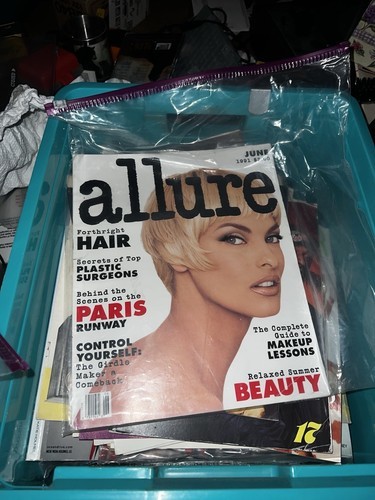 JUNE
1991
allure
Forthright
HAIR
Secrets of Top
PLASTIC
SURGEONS
Behind the
Scenes on the
PARIS
RUNWAY
CONTROL
YOURSELF:
The Girdle
Makes a
Comeback
The Complete
Guide to
MAKEUP
LESSONS
Relaxed Summer
BEAUTY
17